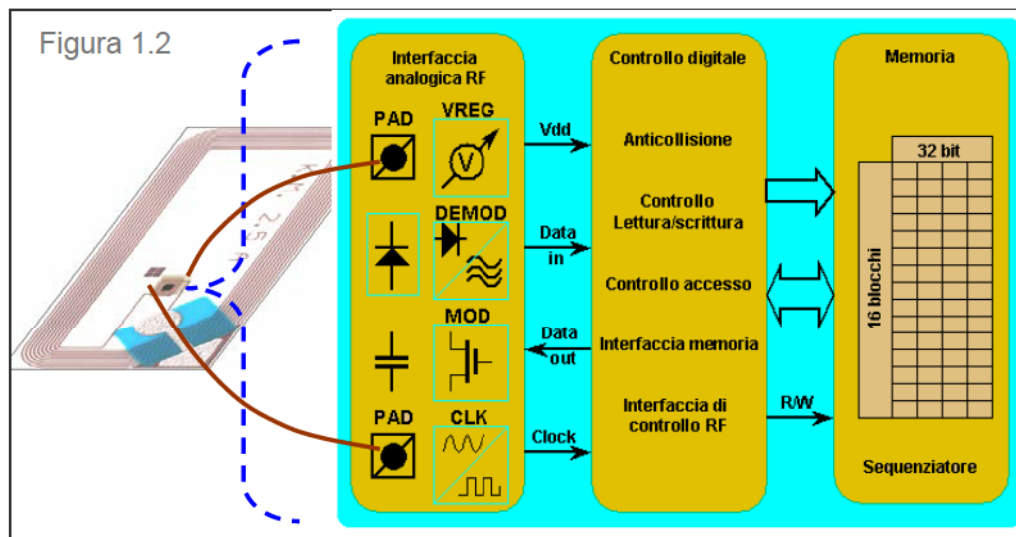 Figura 1.2
Interfaccia
analogica RF
PAD
VREG
V
DEMOD
MOD
PAD
CLK
Vdd
Data
in
Data
out
Clock
Controllo digitale
Anticollisione
Controllo
Lettura/scrittura
Controllo accesso
Interfaccia memoria
Interfaccia di
controllo RF
R/W
Memoria
32 bit
16 blocchi
Sequenziatore